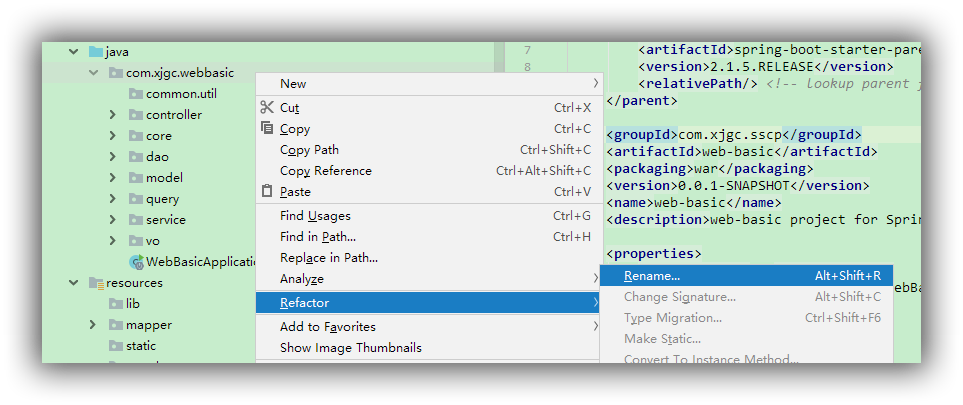 java
com.xjgc.webbasic
common.util
controller
core
dao
model
query
service
vo
WebBasicApplicatio
resources
lib
mapper
static
New
Cut Ctrl+X
Copy Ctrl+C
Copy Path Ctrl+Shift+C
Copy Reference Ctrl+Alt+Shift+C
Paste Ctrl+V
Find Usages Ctrl+G
Find in Path... Ctrl+H
Replace in Path...
Analyze
Refactor
Add to Favorites
Show Image Thumbnails
Rename... Alt+Shift+R
Change Signature... Alt+Shift+C
Type Migration... Ctrl+Shift+F6
Make Static...
Convert To Instance Method...
7 <artifactId>spring-boot-starter-pare
8 <version>2.1.5.RELEASE</version>
<relativePath/> <!-- lookup parent
</parent>
<groupId>com.xjgc.sscp</groupId>
<artifactId>web-basic</artifactId>
<packaging>war</packaging>
<version>0.0.1-SNAPSHOT</version>
<name>web-basic</name>
<description>web-basic project for Sprin
<properties>
ebBa